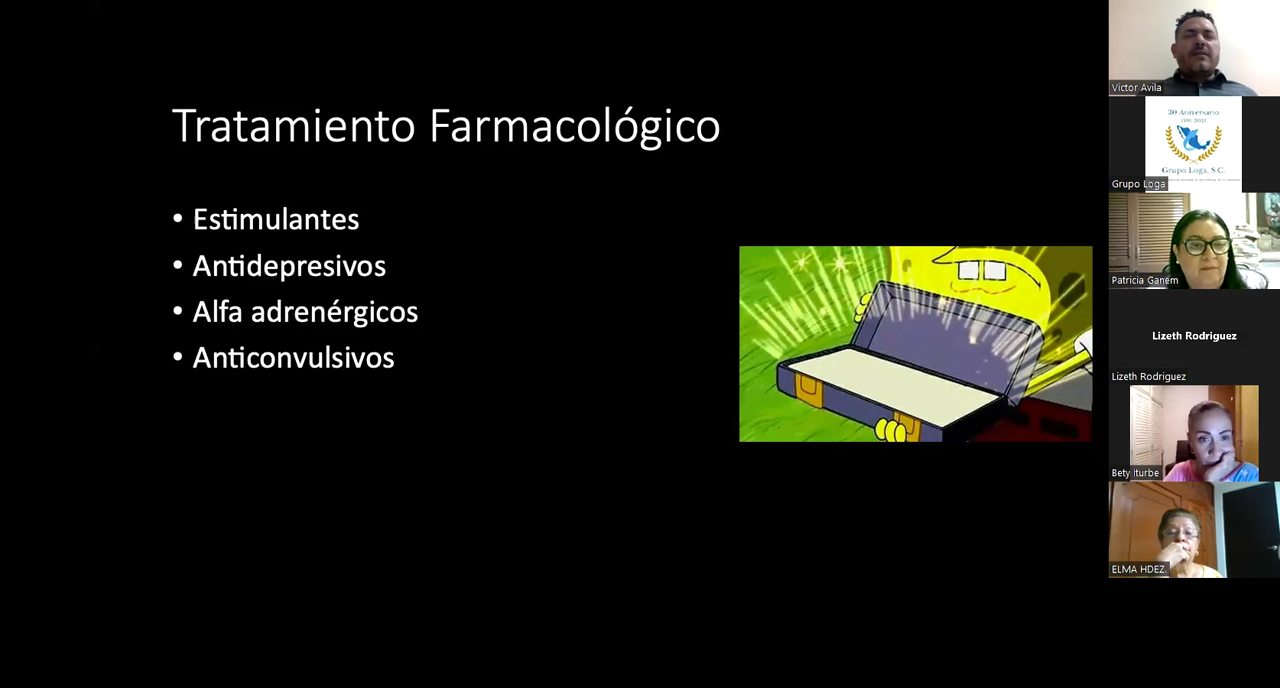 Tratamiento Farmacológico
• Estimulantes
• Antidepresivos
• Alfa adrenérgicos
• Anticonvulsivos
Victor Avila
30 Aniversario
Grupo Loga, S.C.
Grupo Loga
Patricia Ganem
Lizeth Rodriguez
Lizeth Rodriguez
Bety Iturbe
ELMA HDEZ.